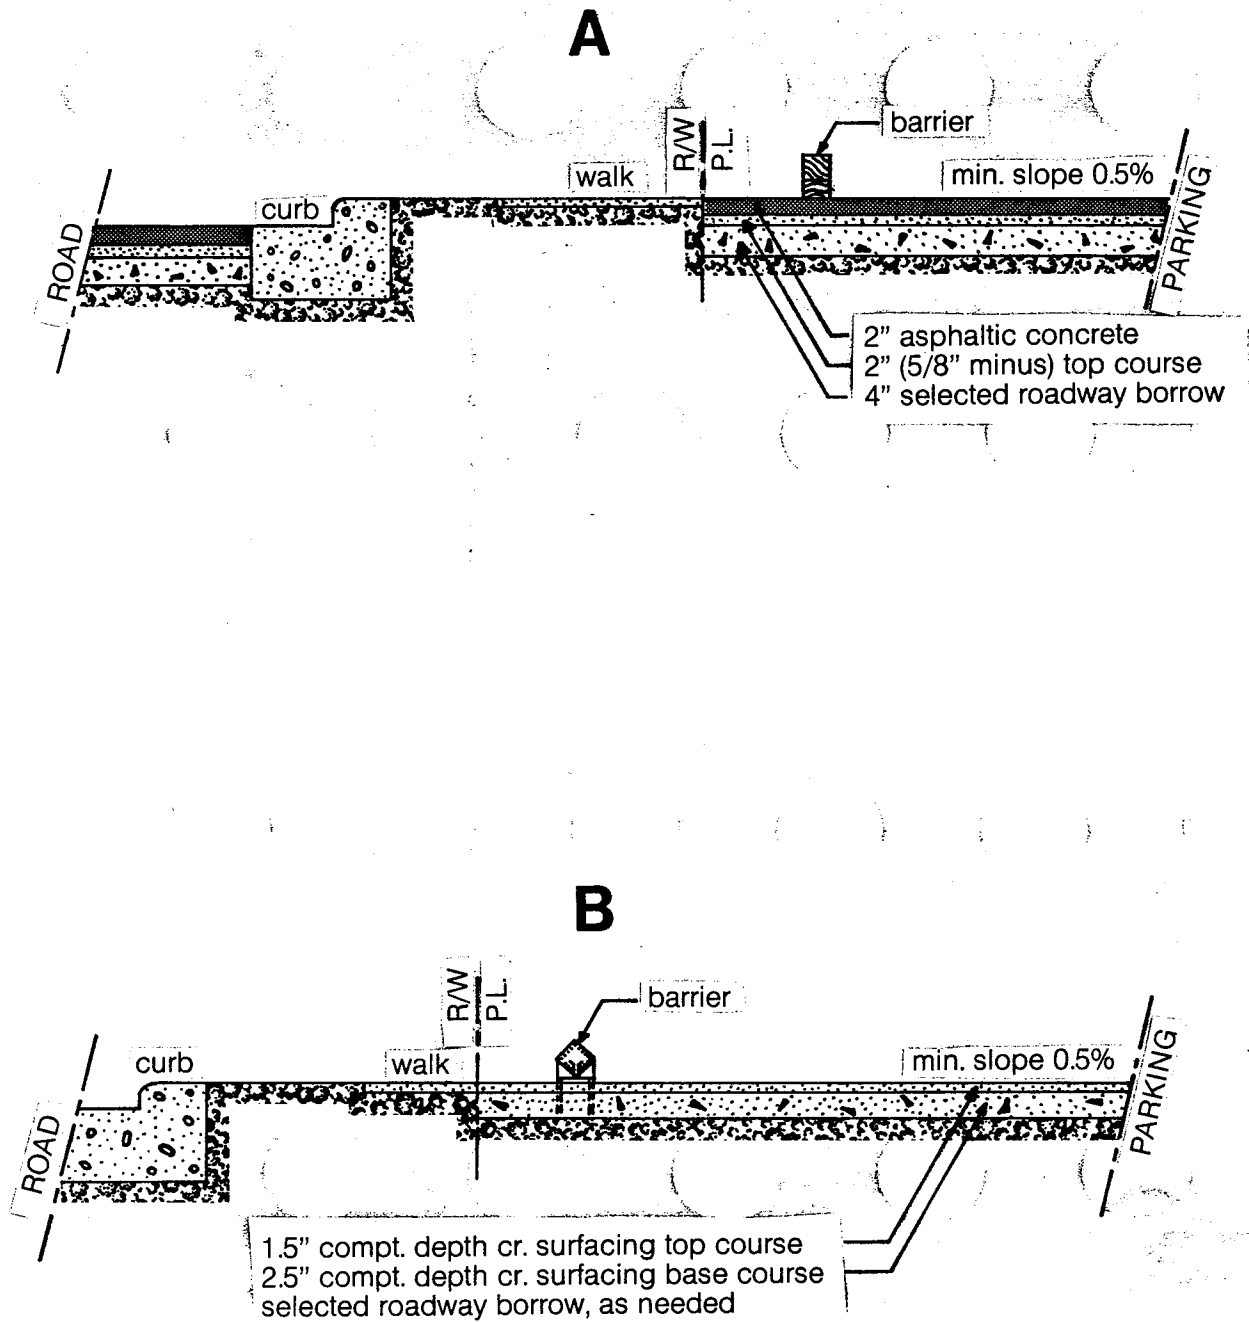 A
barrier
R/W
P.L.
walk
min. slope 0.5%
curb
ROAD
PARKING
2” asphaltic concrete
2” (5/8” minus) top course
4” selected roadway borrow
B
R/W
P.L.
barrier
curb
walk
min. slope 0.5%
ROAD
PARKING
1.5” compt. depth cr. surfacing top course
2.5” compt. depth cr. surfacing base course
selected roadway borrow, as needed